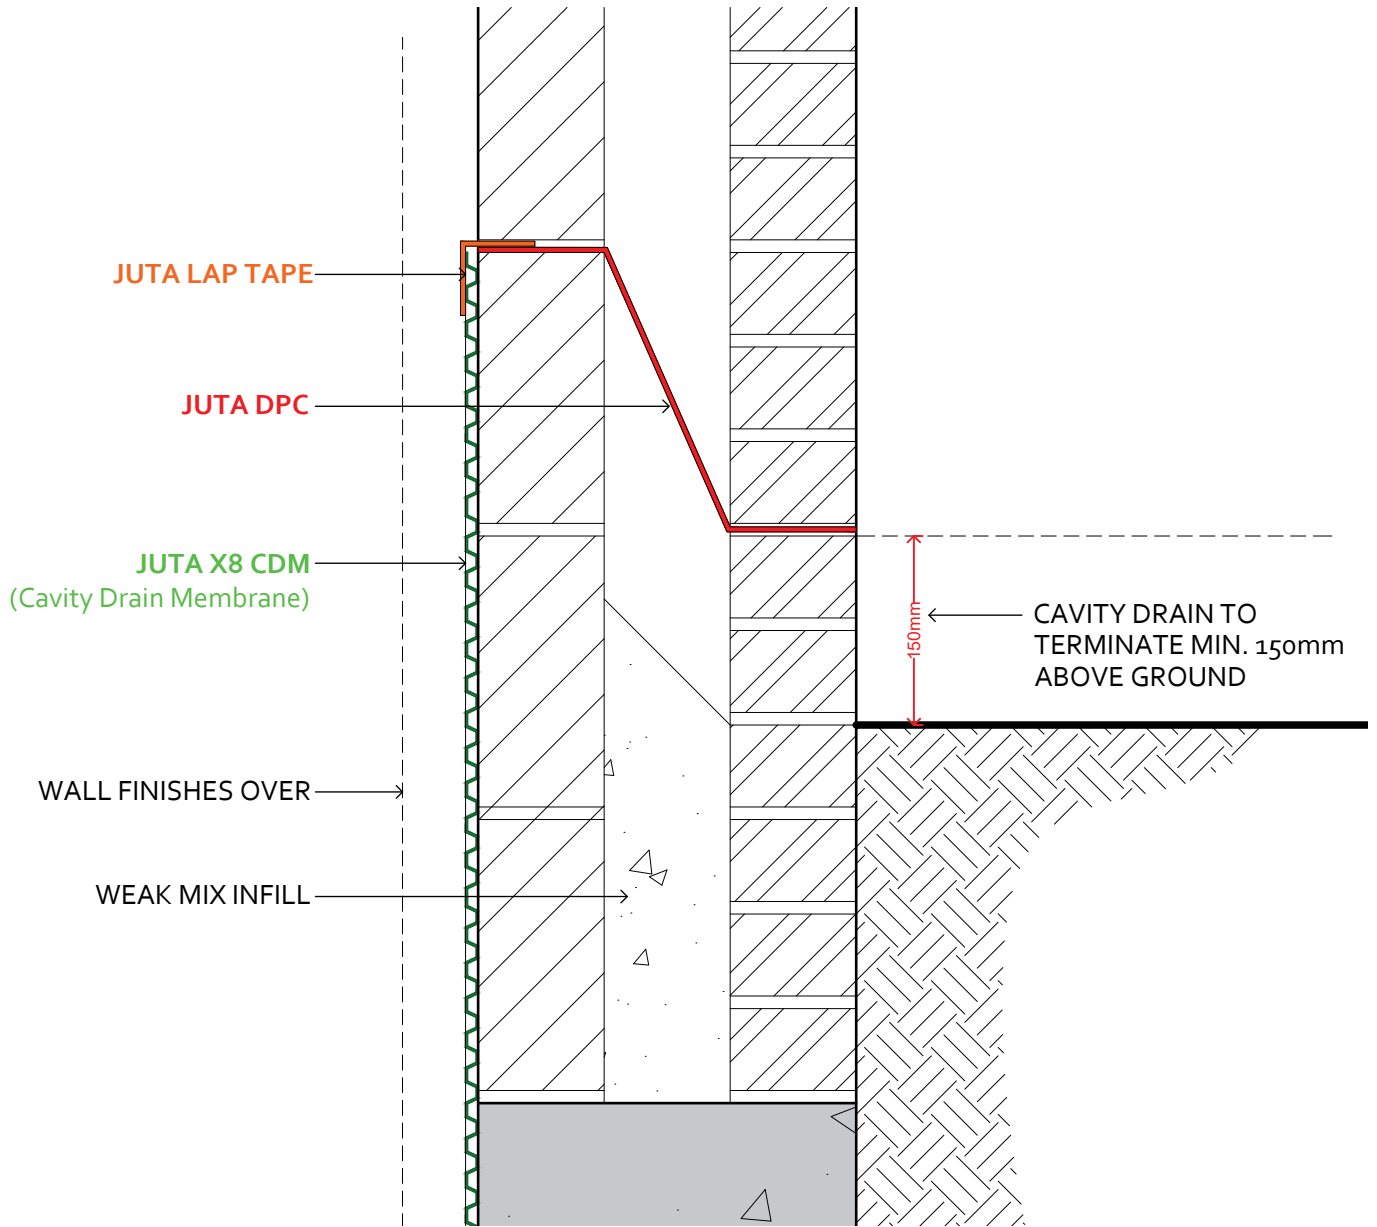 JUTA LAP TAPE
JUTA DPC
JUTA X8 CDM
(Cavity Drain Membrane)
150mm
CAVITY DRAIN TO
TERMINATE MIN. 150mm
ABOVE GROUND
WALL FINISHES OVER
WEAK MIX INFILL